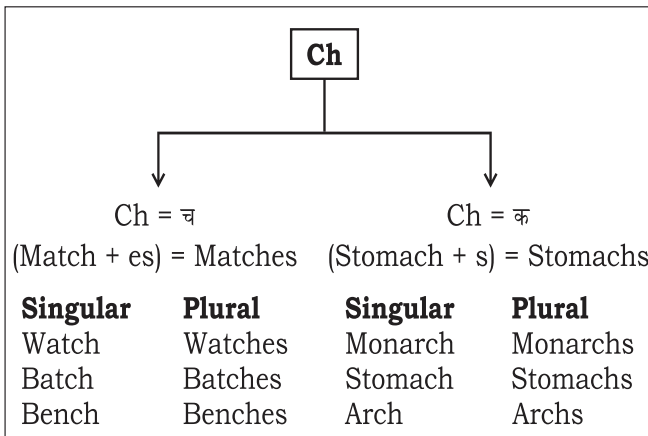 Ch
Ch = च Ch = क
(Match + es) = Matches (Stomach + s) = Stomachs
Singular Plural Singular Plural
Watch Watches Monarch Monarchs
Batch Batches Stomach Stomachs
Bench Benches Arch Archs